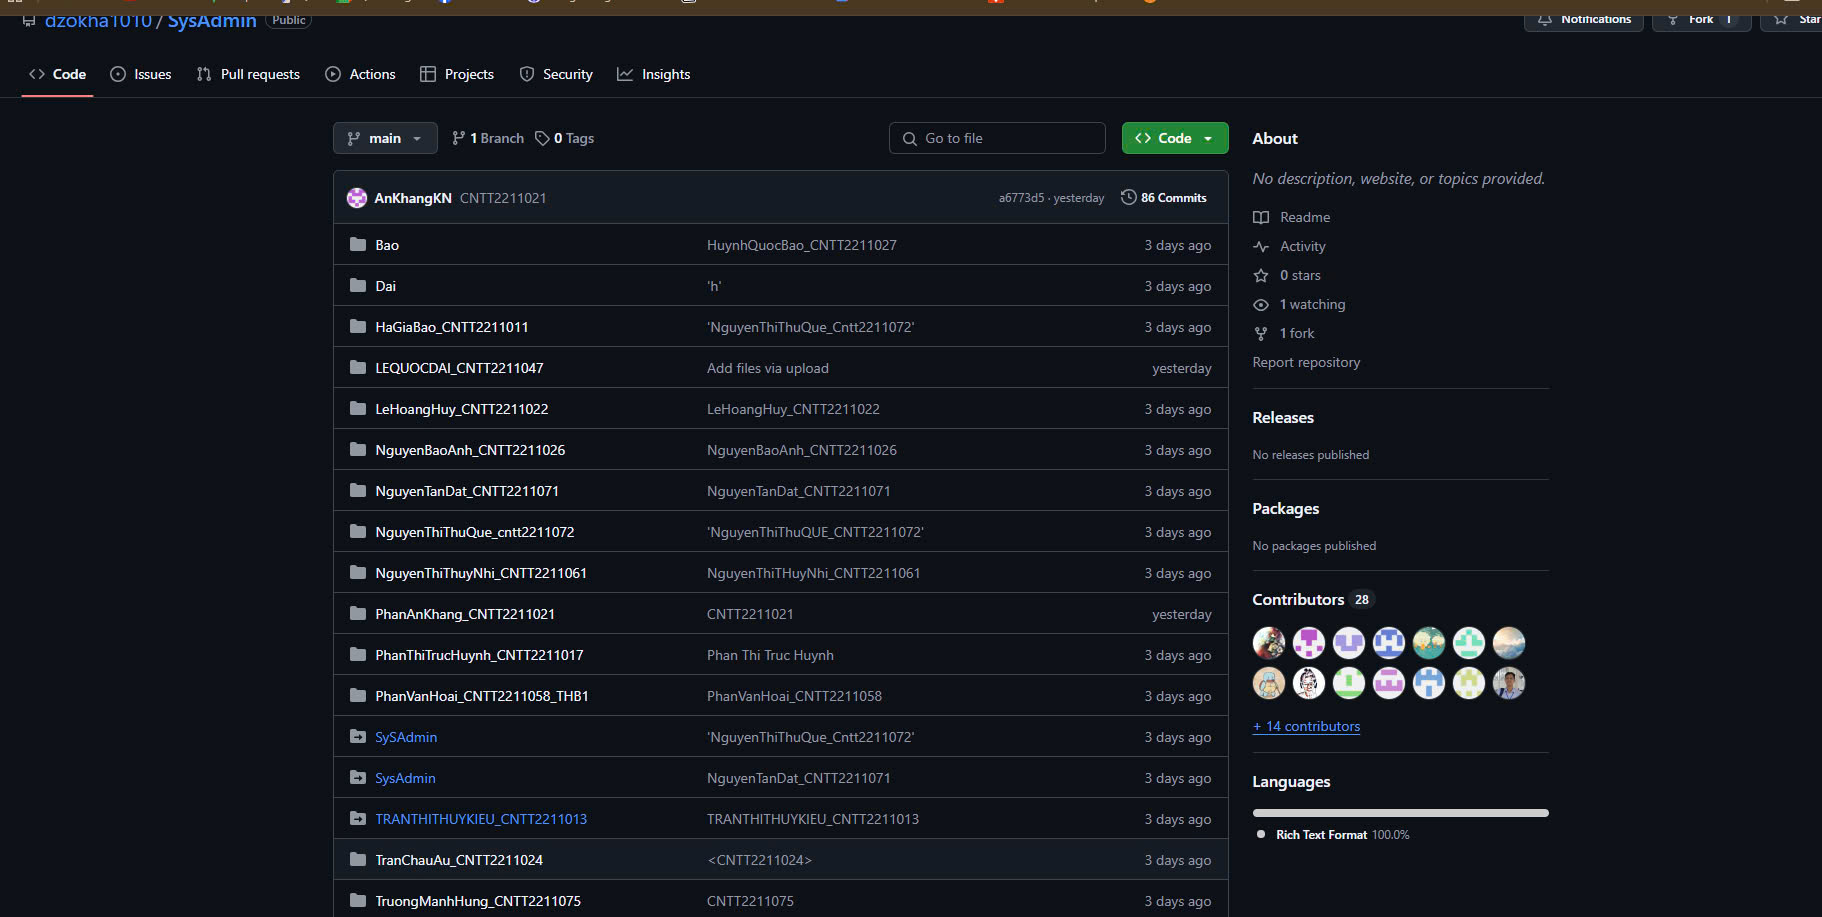 dzokha1010 / SysAdmin Public
Notifications Fork 1 Star
Code Issues Pull requests Actions Projects Security Insights
main 1 Branch 0 Tags Go to file Code
AnKhangKN CNTT2211021 a6773d5 · yesterday 86 Commits
Bao HuynhQuocBao_CNTT2211027 3 days ago
Dai 'h' 3 days ago
HaGiaBao_CNTT2211011 'NguyenThiThuQue_Cntt2211072' 3 days ago
LEQUOCDAI_CNTT2211047 Add files via upload yesterday
LeHoangHuy_CNTT2211022 LeHoangHuy_CNTT2211022 3 days ago
NguyenBaoAnh_CNTT2211026 NguyenBaoAnh_CNTT2211026 3 days ago
NguyenTanDat_CNTT2211071 NguyenTanDat_CNTT2211071 3 days ago
NguyenThiThuQue_cntt2211072 'NguyenThiThuQUE_CNTT2211072' 3 days ago
NguyenThiThuyNhi_CNTT2211061 NguyenThiTHuyNhi_CNTT2211061 3 days ago
PhanAnKhang_CNTT2211021 CNTT2211021 yesterday
PhanThiTrucHuynh_CNTT2211017 Phan Thi Truc Huynh 3 days ago
PhanVanHoai_CNTT2211058_THB1 PhanVanHoai_CNTT2211058 3 days ago
SySAdmin 'NguyenThiThuQue_Cntt2211072' 3 days ago
SysAdmin NguyenTanDat_CNTT2211071 3 days ago
TRANTHITHUYKIEU_CNTT2211013 TRANTHITHUYKIEU_CNTT2211013 3 days ago
TranChauAu_CNTT2211024 <CNTT2211024> 3 days ago
TruongManhHung_CNTT2211075 CNTT2211075 3 days ago
About
No description, website, or topics provided.
Readme
Activity
0 stars
1 watching
1 fork
Report repository
Releases
No releases published
Packages
No packages published
Contributors 28
+ 14 contributors
Languages
Rich Text Format 100.0%